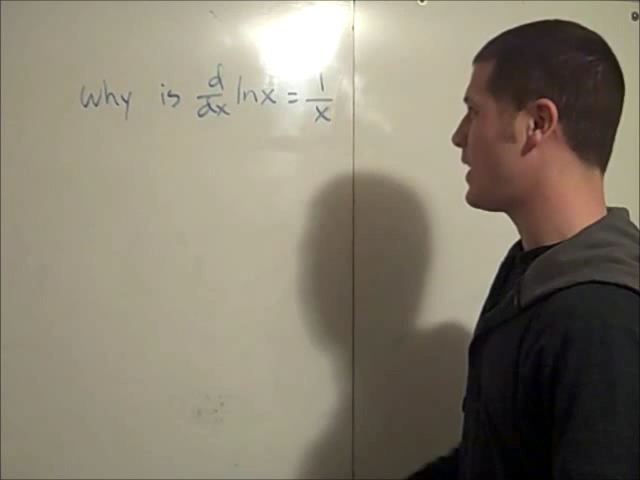 why is d/dx ln x = 1/x